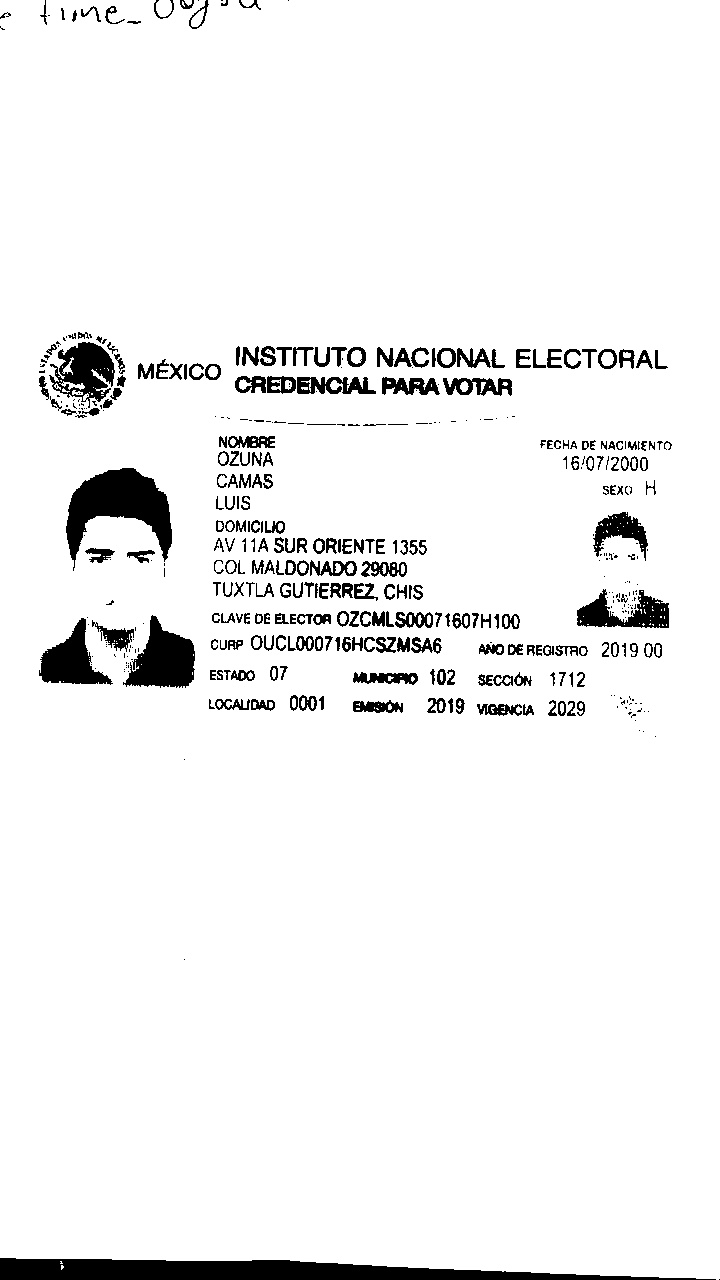 time
ESTADOS UNIDOS MEXICANOS
MÉXICO
INSTITUTO NACIONAL ELECTORAL
CREDENCIAL PARA VOTAR
NOMBRE
OZUNA
CAMAS
LUIS
FECHA DE NACIMIENTO
16/07/2000
SEXO H
DOMICILIO
AV 11A SUR ORIENTE 1355
COL MALDONADO 29080
TUXTLA GUTIERREZ, CHIS
CLAVE DE ELECTOR OZCMLS00071607H100
CURP OUCL000716HCSZMSA6 AÑO DE REGISTRO 2019 00
ESTADO 07 MUNICIPIO 102 SECCIÓN 1712
LOCALIDAD 0001 EMISIÓN 2019 VIGENCIA 2029